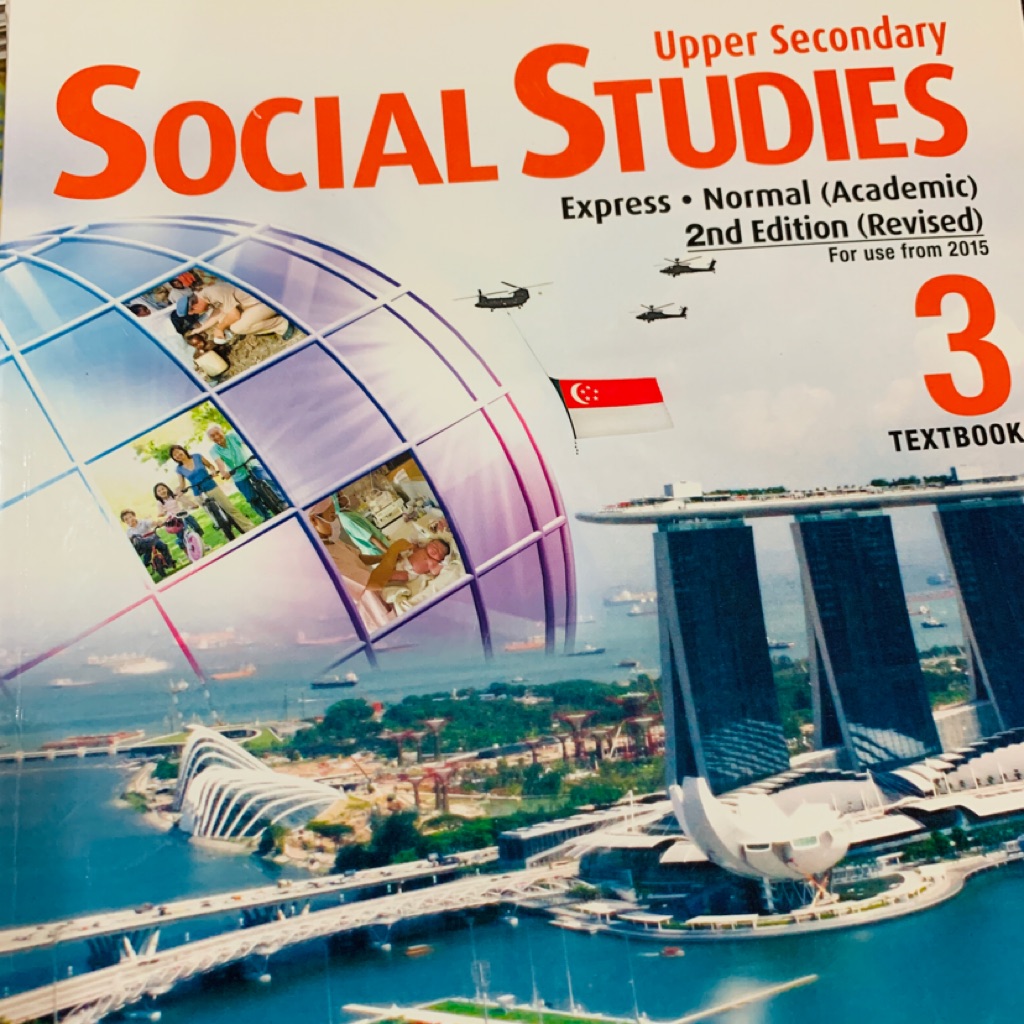 Upper Secondary
SOCIAL STUDIES
Express • Normal (Academic)
2nd Edition (Revised)
For use from 2015
3
TEXTBOOK